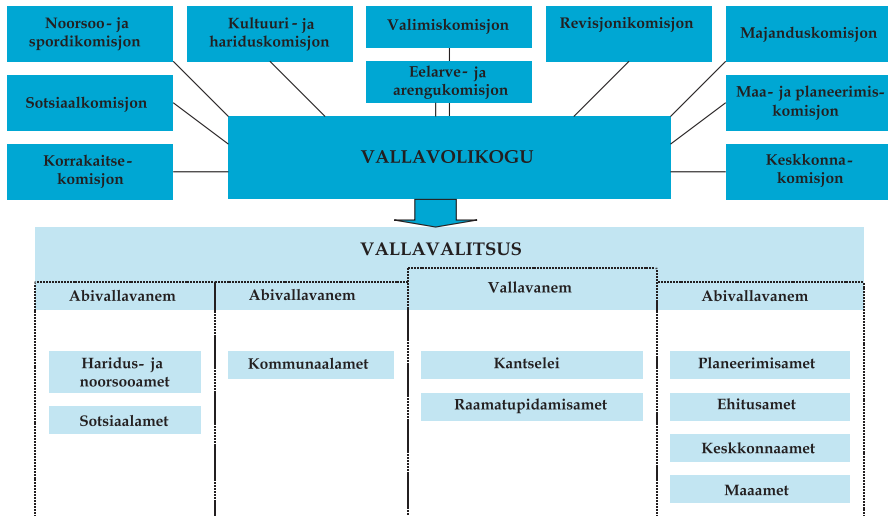 Noorsoo- ja
spordikomisjon
Kultuuri- ja
hariduskomisjon
Valimiskomisjon
Revisjonikomisjon
Majanduskomisjon
Eelarve- ja
arengukomisjon
Sotsiaalkomisjon
Maa- ja planeerimis-
komisjon
Korrakaitse-
komisjon
VALLAVOLIKOGU
Keskkonna-
komisjon
VALLAVALITSUS
Abivallavanem
Abivallavanem
Vallavanem
Abivallavanem
Haridus- ja
noorsooamet
Sotsiaalamet
Kommunaalamet
Kantselei
Raamatupidamisamet
Planeerimisamet
Ehitusamet
Keskkonnaamet
Maaamet